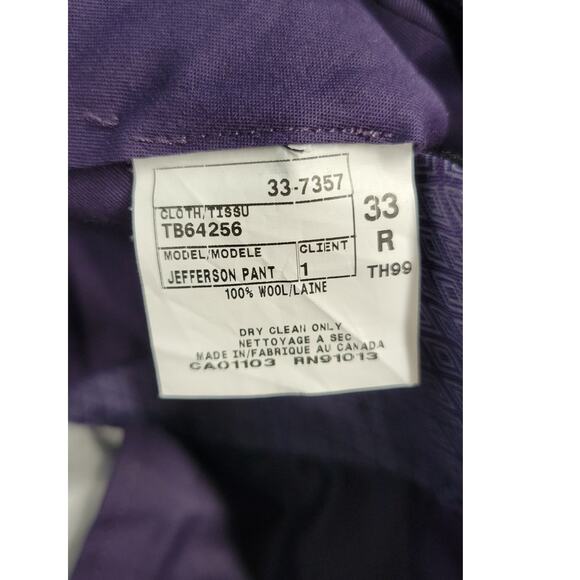 33-7357
CLOTH/TISSU
TB64256
MODEL/MODELE
CLIENT
JEFFERSON PANT
1
33
R
TH99
100% WOOL/LAINE
DRY CLEAN ONLY
NETTOYAGE A SEC
MADE IN/FABRIQUE AU CANADA
CA01103 RN91013